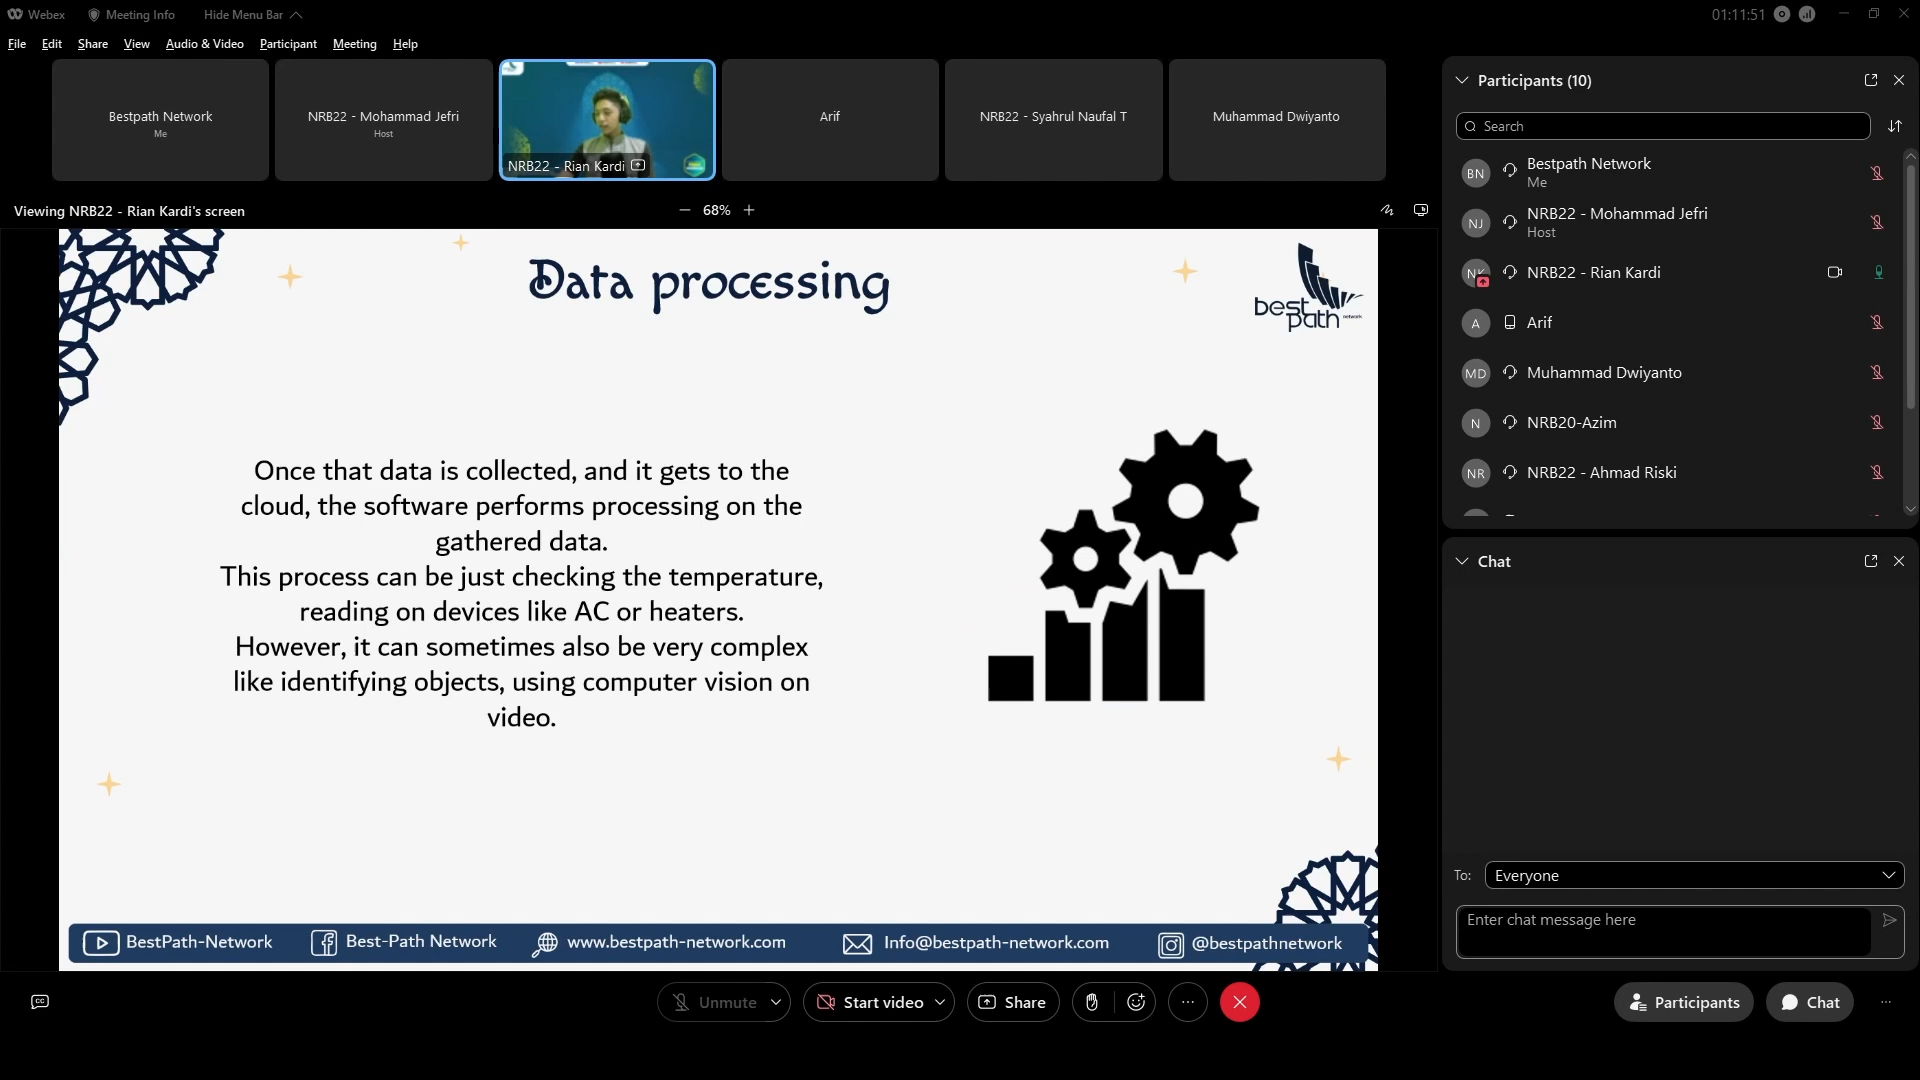 Webex
Meeting Info
Hide Menu Bar
01:11:51
File Edit Share View Audio & Video Participant Meeting Help
Bestpath Network
Me
NRB22 - Mohammad Jefri
Host
NRB22 - Rian Kardi
Arif
NRB22 - Syahrul Naufal T
Muhammad Dwiyanto
Viewing NRB22 - Rian Kardi's screen
68%
Data processing
best path network
Once that data is collected, and it gets to the
cloud, the software performs processing on the
gathered data.
This process can be just checking the temperature,
reading on devices like AC or heaters.
However, it can sometimes also be very complex
like identifying objects, using computer vision on
video.
BestPath-Network
Best-Path Network
www.bestpath-network.com
Info@bestpath-network.com
@bestpathnetwork
Participants (10)
Search
BN
Bestpath Network
Me
NJ
NRB22 - Mohammad Jefri
Host
NK
NRB22 - Rian Kardi
A
Arif
MD
Muhammad Dwiyanto
N
NRB20-Azim
NR
NRB22 - Ahmad Riski
Chat
To:
Everyone
Enter chat message here
CC
Unmute
Start video
Share
Participants
Chat